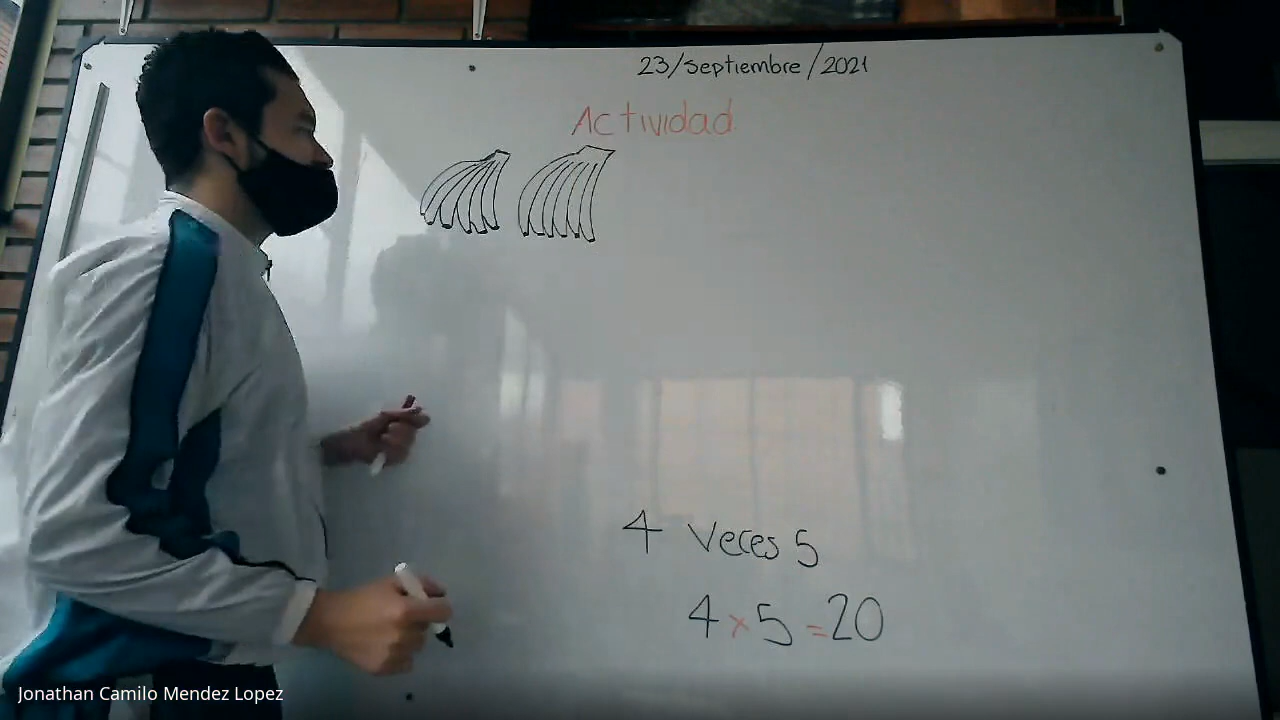 23/Septiembre/2021
Actividad
4 veces 5
4 x 5 = 20
Jonathan Camilo Mendez Lopez